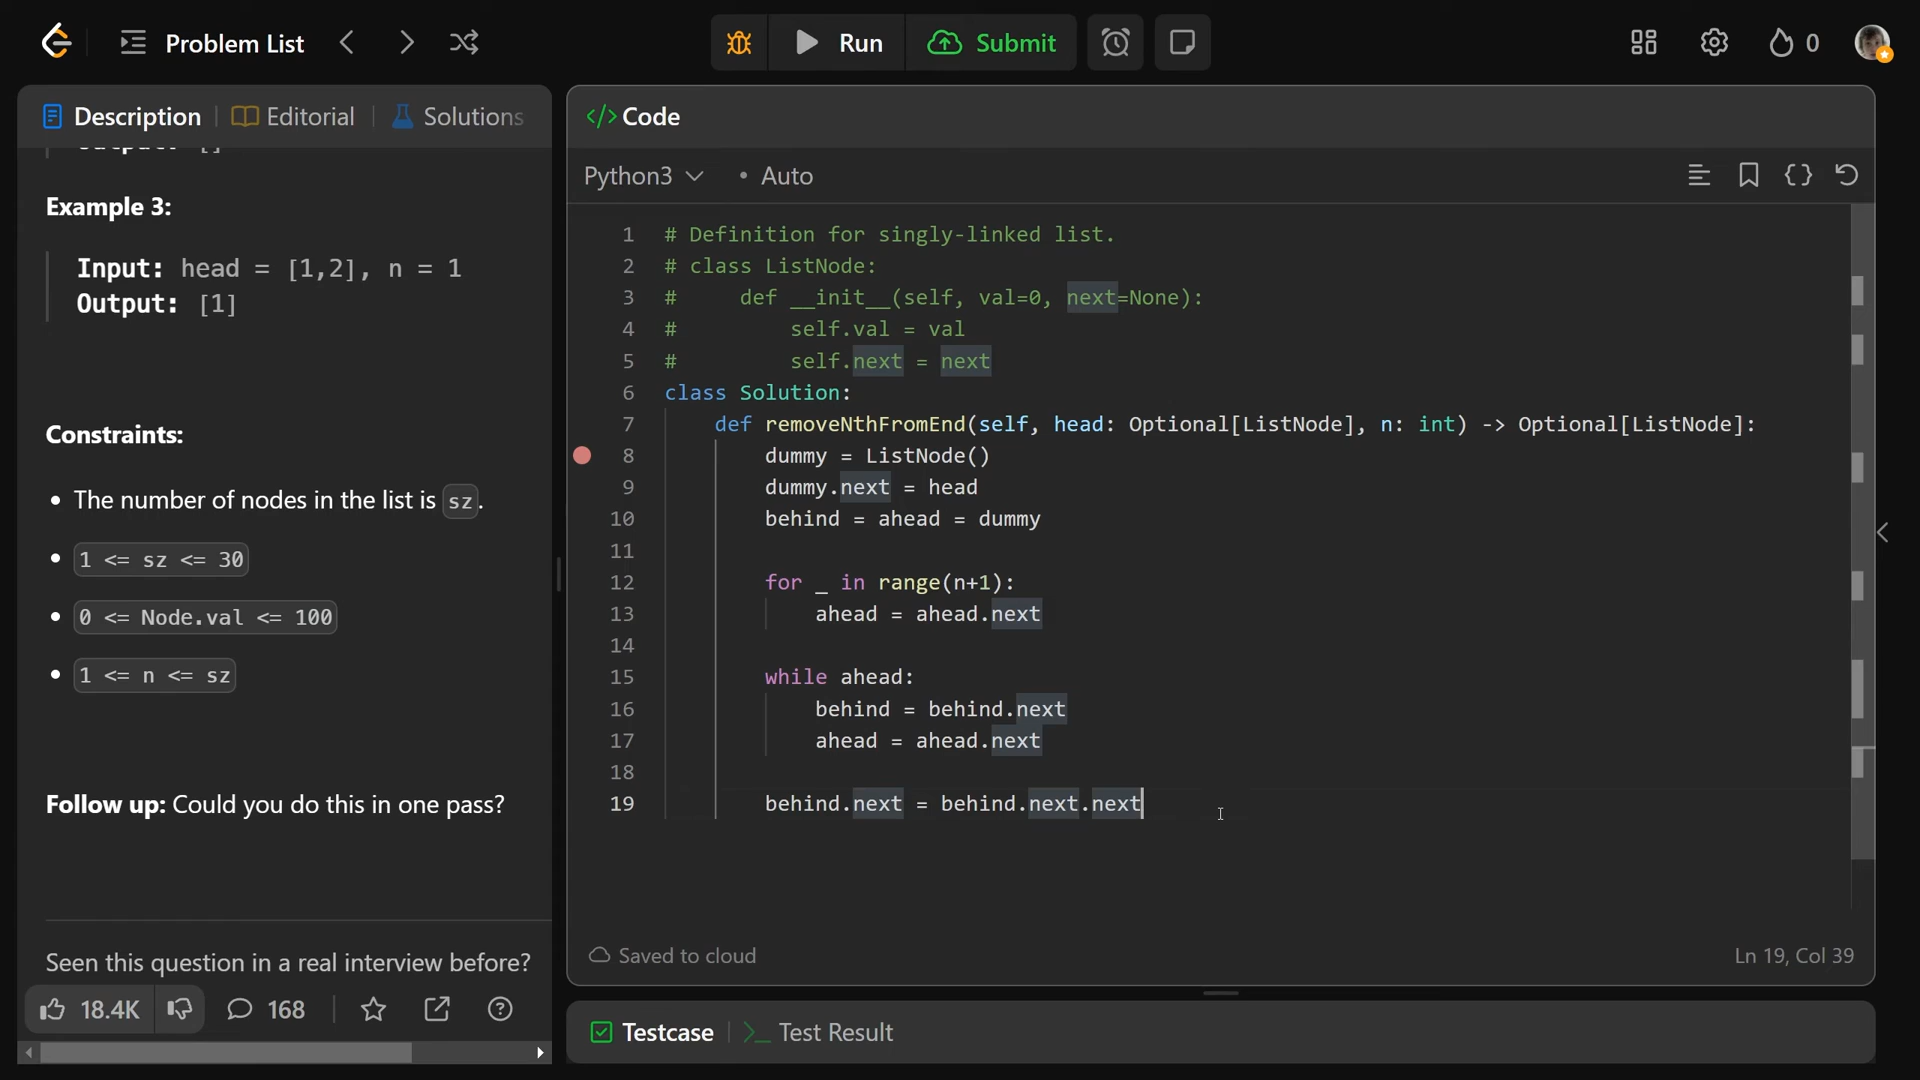 Problem List
Run
Submit
0
Description
Editorial
Solutions
Output: []
Example 3:
Input: head = [1,2], n = 1
Output: [1]
Constraints:
The number of nodes in the list is sz.
1 <= sz <= 30
0 <= Node.val <= 100
1 <= n <= sz
Follow up: Could you do this in one pass?
Seen this question in a real interview before?
18.4K
168
</> Code
Python3
• Auto
1 # Definition for singly-linked list.
2 # class ListNode:
3 #     def __init__(self, val=0, next=None):
4 #         self.val = val
5 #         self.next = next
6 class Solution:
7     def removeNthFromEnd(self, head: Optional[ListNode], n: int) -> Optional[ListNode]:
8         dummy = ListNode()
9         dummy.next = head
10         behind = ahead = dummy
11
12         for _ in range(n+1):
13             ahead = ahead.next
14
15         while ahead:
16             behind = behind.next
17             ahead = ahead.next
18
19         behind.next = behind.next.next
Saved to cloud
Ln 19, Col 39
Testcase
Test Result